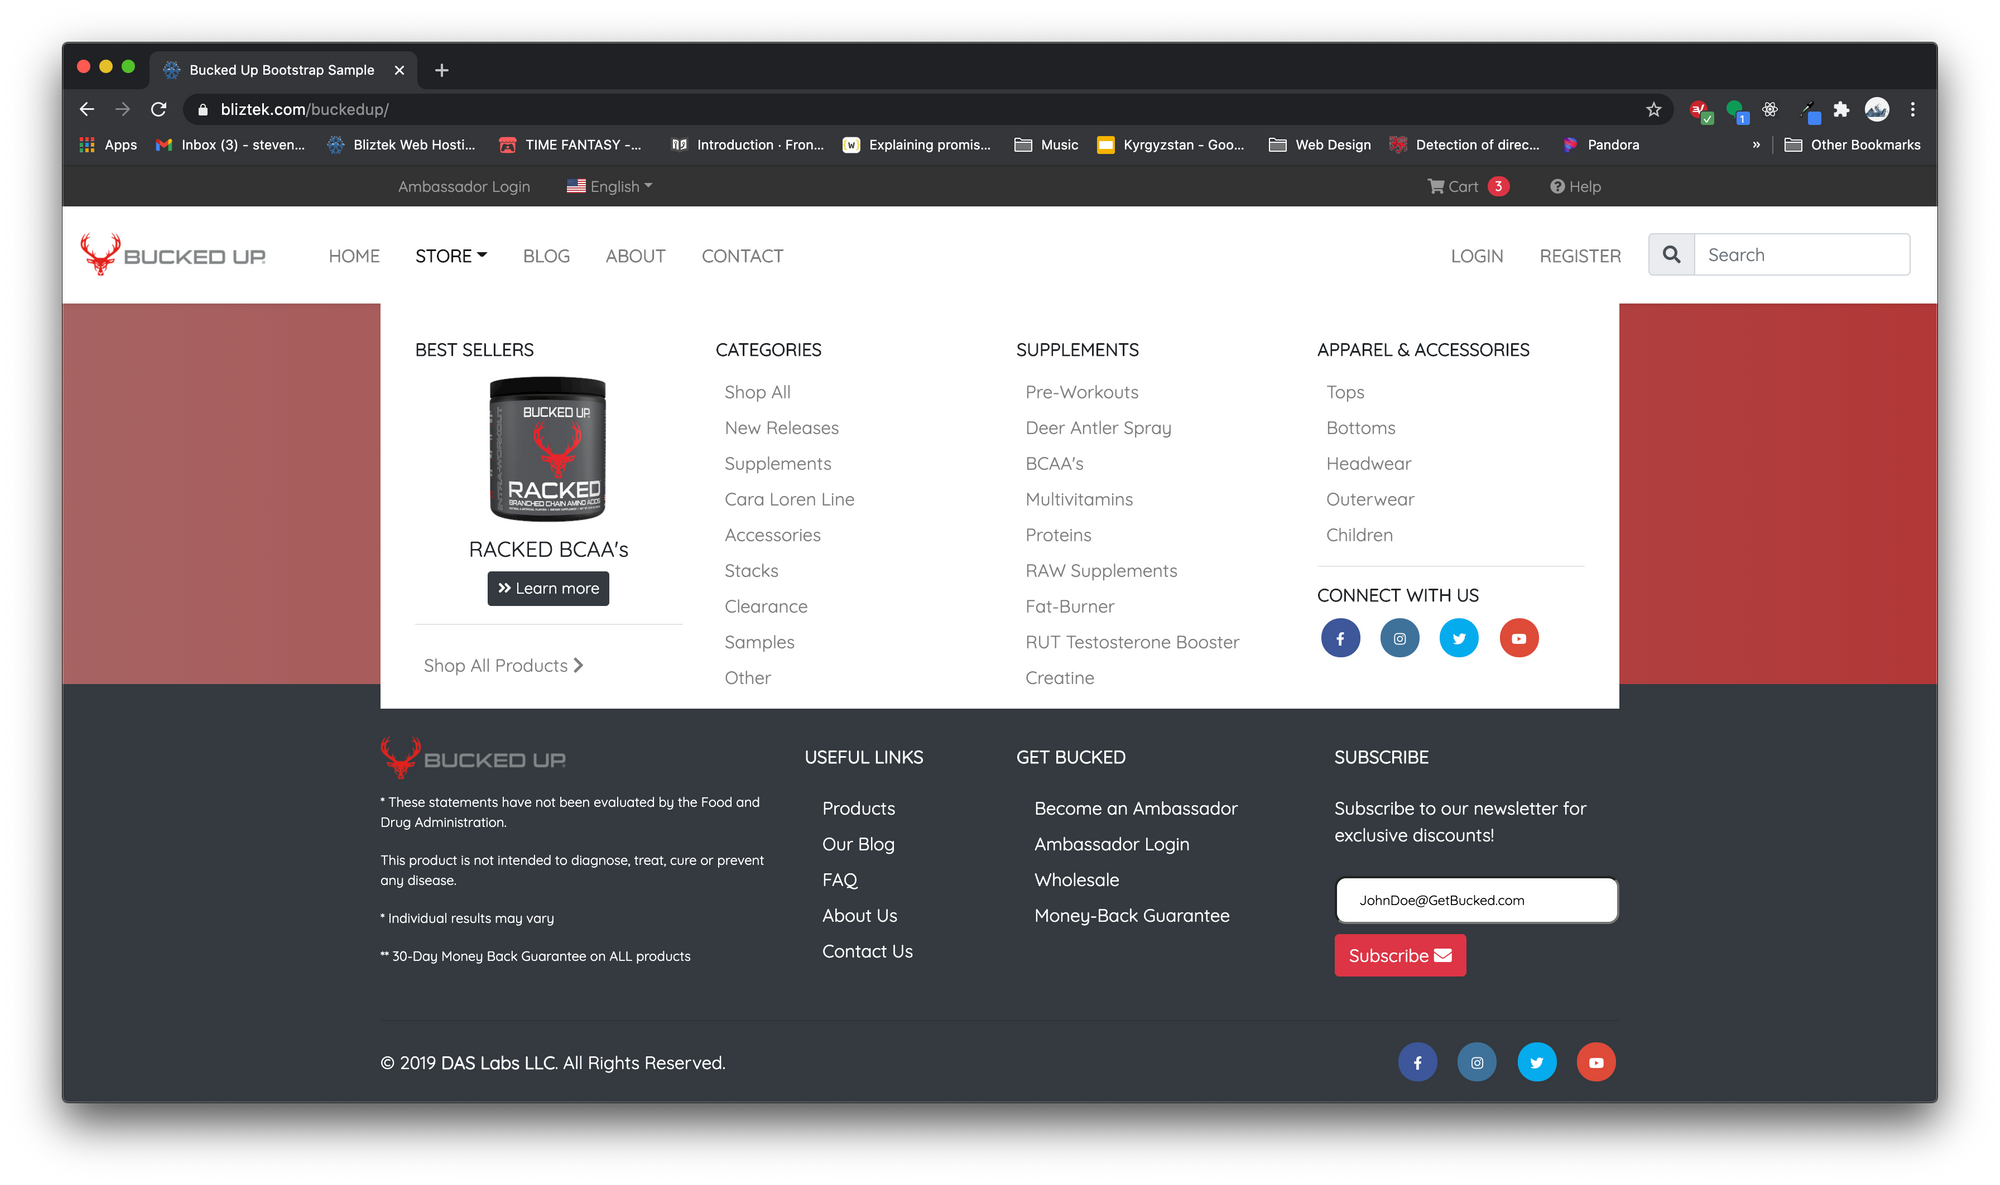 Bucked Up Bootstrap Sample
bliztek.com/buckedup/
1
Apps
Inbox (3) - steven...
Bliztek Web Hosti...
TIME FANTASY -...
Introduction · Fron...
W
Explaining promis...
Music
Kyrgyzstan - Goo...
Web Design
Detection of direc...
Pandora
»
Other Bookmarks
Ambassador Login
English
Cart 3
Help
BUCKED UP
HOME
STORE
BLOG
ABOUT
CONTACT
LOGIN
REGISTER
Search
BEST SELLERS
BUCKED UP
INTRA-WORKOUT
RACKED
BRANCHED CHAIN AMINO ACIDS
RACKED BCAA's
Learn more
Shop All Products
CATEGORIES
Shop All
New Releases
Supplements
Cara Loren Line
Accessories
Stacks
Clearance
Samples
Other
SUPPLEMENTS
Pre-Workouts
Deer Antler Spray
BCAA's
Multivitamins
Proteins
RAW Supplements
Fat-Burner
RUT Testosterone Booster
Creatine
APPAREL & ACCESSORIES
Tops
Bottoms
Headwear
Outerwear
Children
CONNECT WITH US
BUCKED UP
* These statements have not been evaluated by the Food and
Drug Administration.
This product is not intended to diagnose, treat, cure or prevent
any disease.
* Individual results may vary
** 30-Day Money Back Guarantee on ALL products
USEFUL LINKS
Products
Our Blog
FAQ
About Us
Contact Us
GET BUCKED
Become an Ambassador
Ambassador Login
Wholesale
Money-Back Guarantee
SUBSCRIBE
Subscribe to our newsletter for
exclusive discounts!
JohnDoe@GetBucked.com
Subscribe
© 2019 DAS Labs LLC. All Rights Reserved.